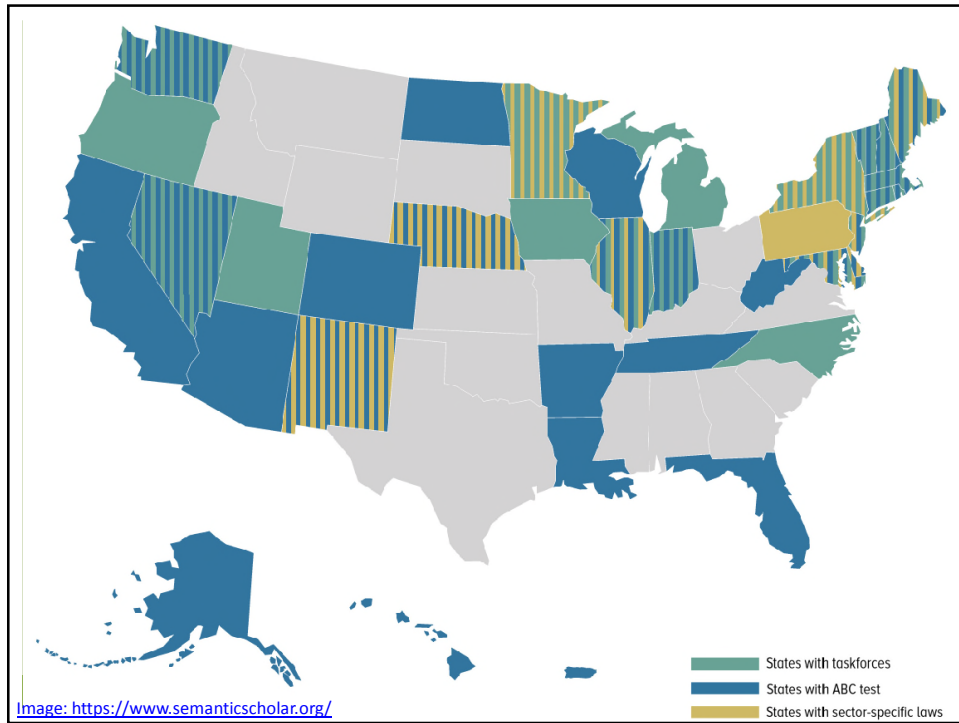 States with taskforces
States with ABC test
States with sector-specific laws
Image: https://www.semanticscholar.org/